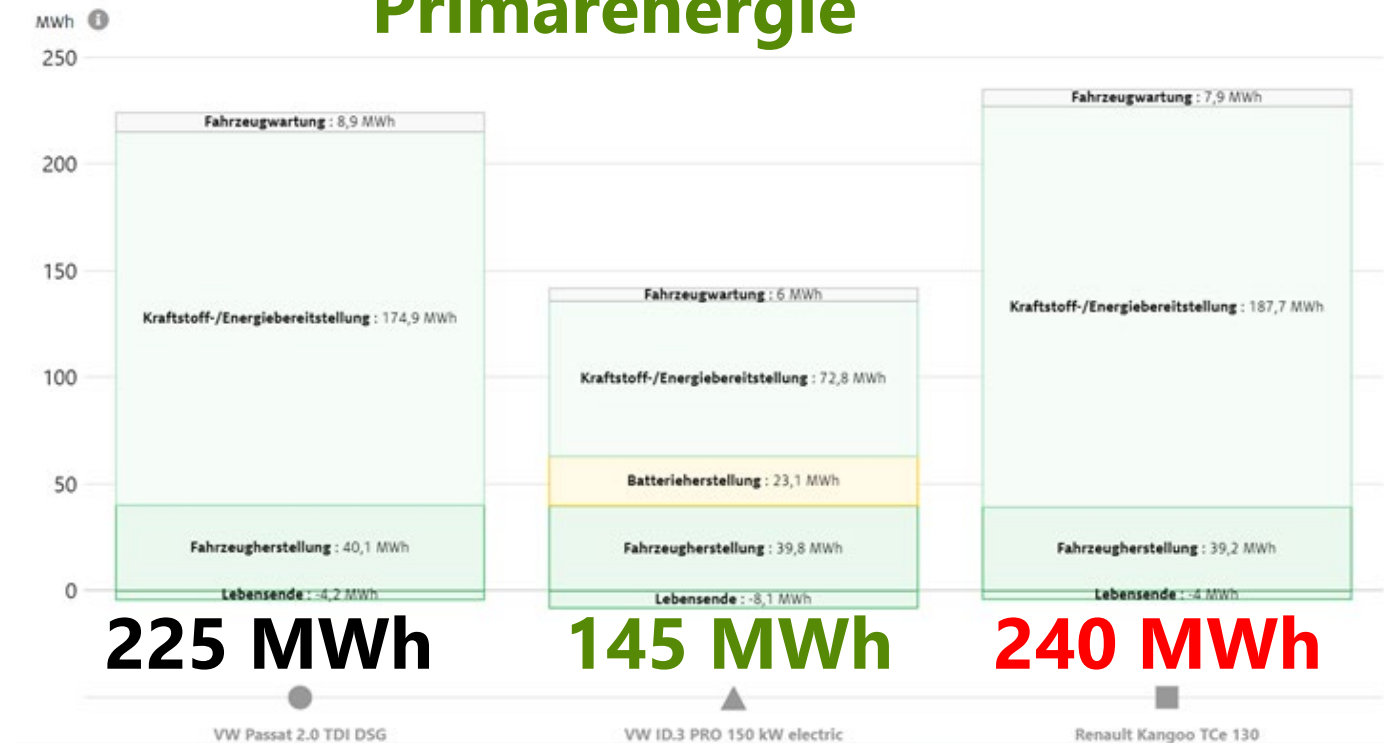 Primärenergie
MWh
250
200
150
100
50
0
Fahrzeugwartung : 8,9 MWh
Kraftstoff-/Energiebereitstellung : 174,9 MWh
Fahrzeugherstellung : 40,1 MWh
Lebensende : -4,2 MWh
Fahrzeugwartung : 6 MWh
Kraftstoff-/Energiebereitstellung : 72,8 MWh
Batterieherstellung : 23,1 MWh
Fahrzeugherstellung : 39,8 MWh
Lebensende : -8,1 MWh
Fahrzeugwartung : 7,9 MWh
Kraftstoff-/Energiebereitstellung : 187,7 MWh
Fahrzeugherstellung : 39,2 MWh
Lebensende : -4 MWh
225 MWh
145 MWh
240 MWh
VW Passat 2.0 TDI DSG
VW ID.3 PRO 150 kW electric
Renault Kangoo TCe 130